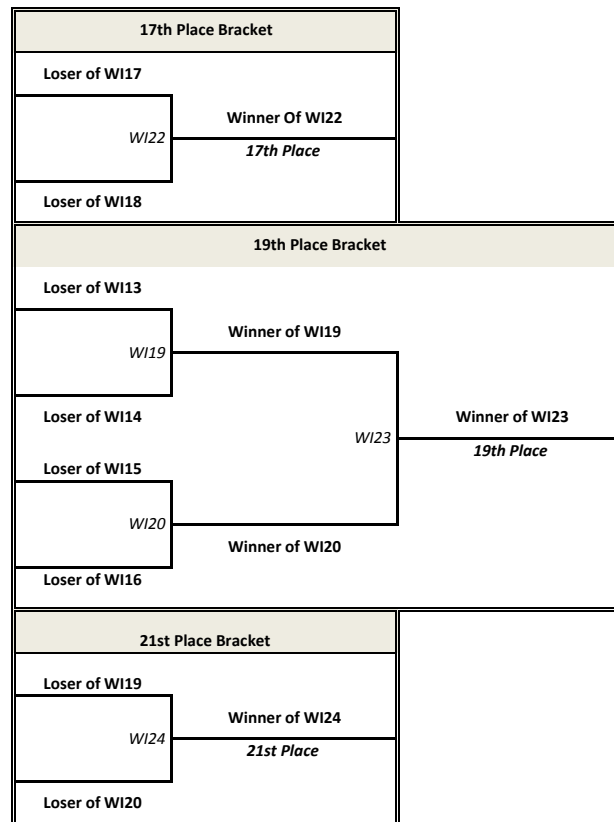 17th Place Bracket
Loser of WI17
Winner Of WI22
WI22
17th Place
Loser of WI18
19th Place Bracket
Loser of WI13
Winner of WI19
WI19
Loser of WI14
Winner of WI23
WI23
19th Place
Loser of WI15
WI20
Winner of WI20
Loser of WI16
21st Place Bracket
Loser of WI19
Winner of WI24
WI24
21st Place
Loser of WI20